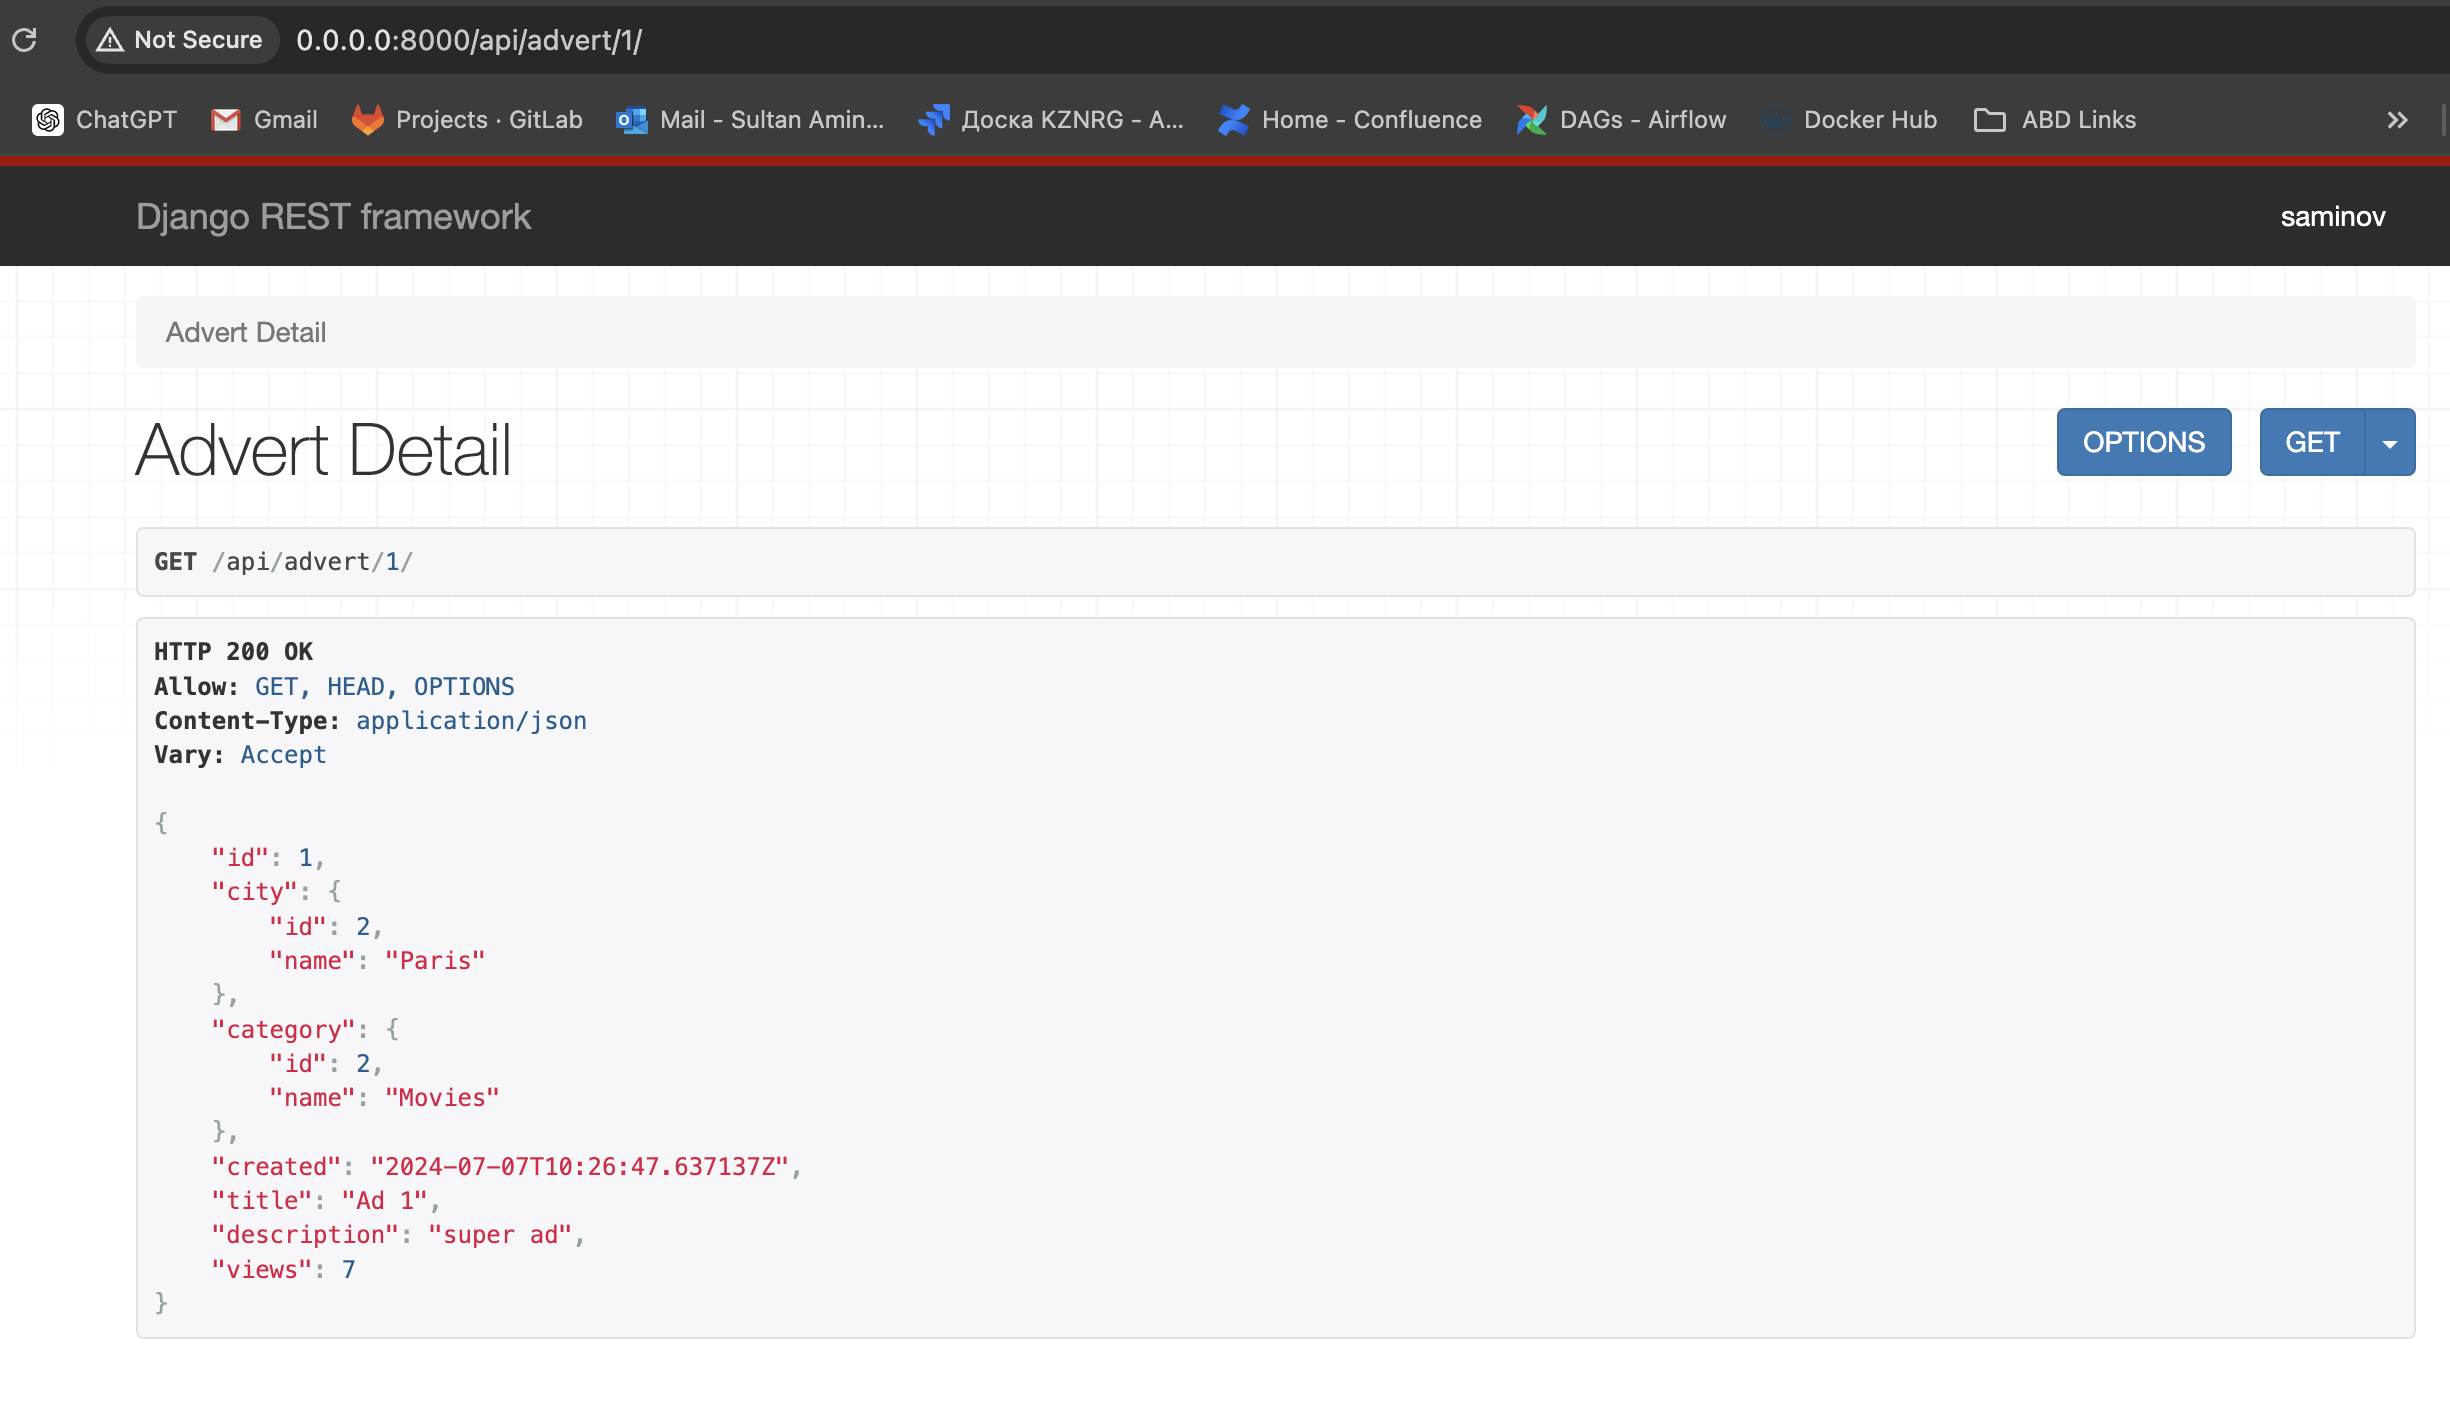 Not Secure 0.0.0.0:8000/api/advert/1/
ChatGPT Gmail Projects · GitLab Mail - Sultan Amin... Доска KZNRG - A... Home - Confluence DAGs - Airflow Docker Hub ABD Links
Django REST framework saminov
Advert Detail
Advert Detail OPTIONS GET
GET /api/advert/1/
HTTP 200 OK
Allow: GET, HEAD, OPTIONS
Content-Type: application/json
Vary: Accept
{
    "id": 1,
    "city": {
        "id": 2,
        "name": "Paris"
    },
    "category": {
        "id": 2,
        "name": "Movies"
    },
    "created": "2024-07-07T10:26:47.637137Z",
    "title": "Ad 1",
    "description": "super ad",
    "views": 7
}